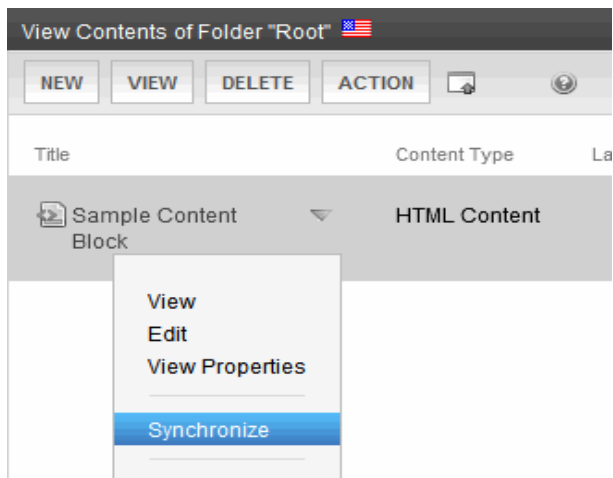 View Contents of Folder "Root"
NEW VIEW DELETE ACTION
Title Content Type La
Sample Content HTML Content
Block
View
Edit
View Properties
Synchronize